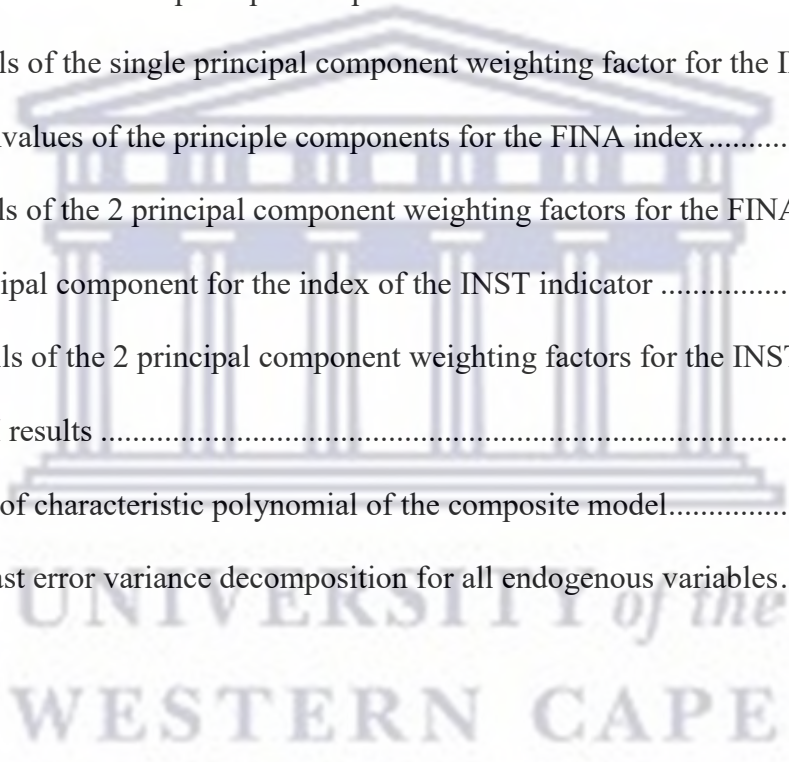 ls of the single principal component weighting factor for the I
values of the principle components for the FINA index..........
ls of the 2 principal component weighting factors for the FINA
ipal component for the index of the INST indicator ................
ils of the 2 principal component weighting factors for the INST
results ...............................................................................
of characteristic polynomial of the composite model...............
ast error variance decomposition for all endogenous variables.
UNIVERSITY of the
WESTERN CAPE